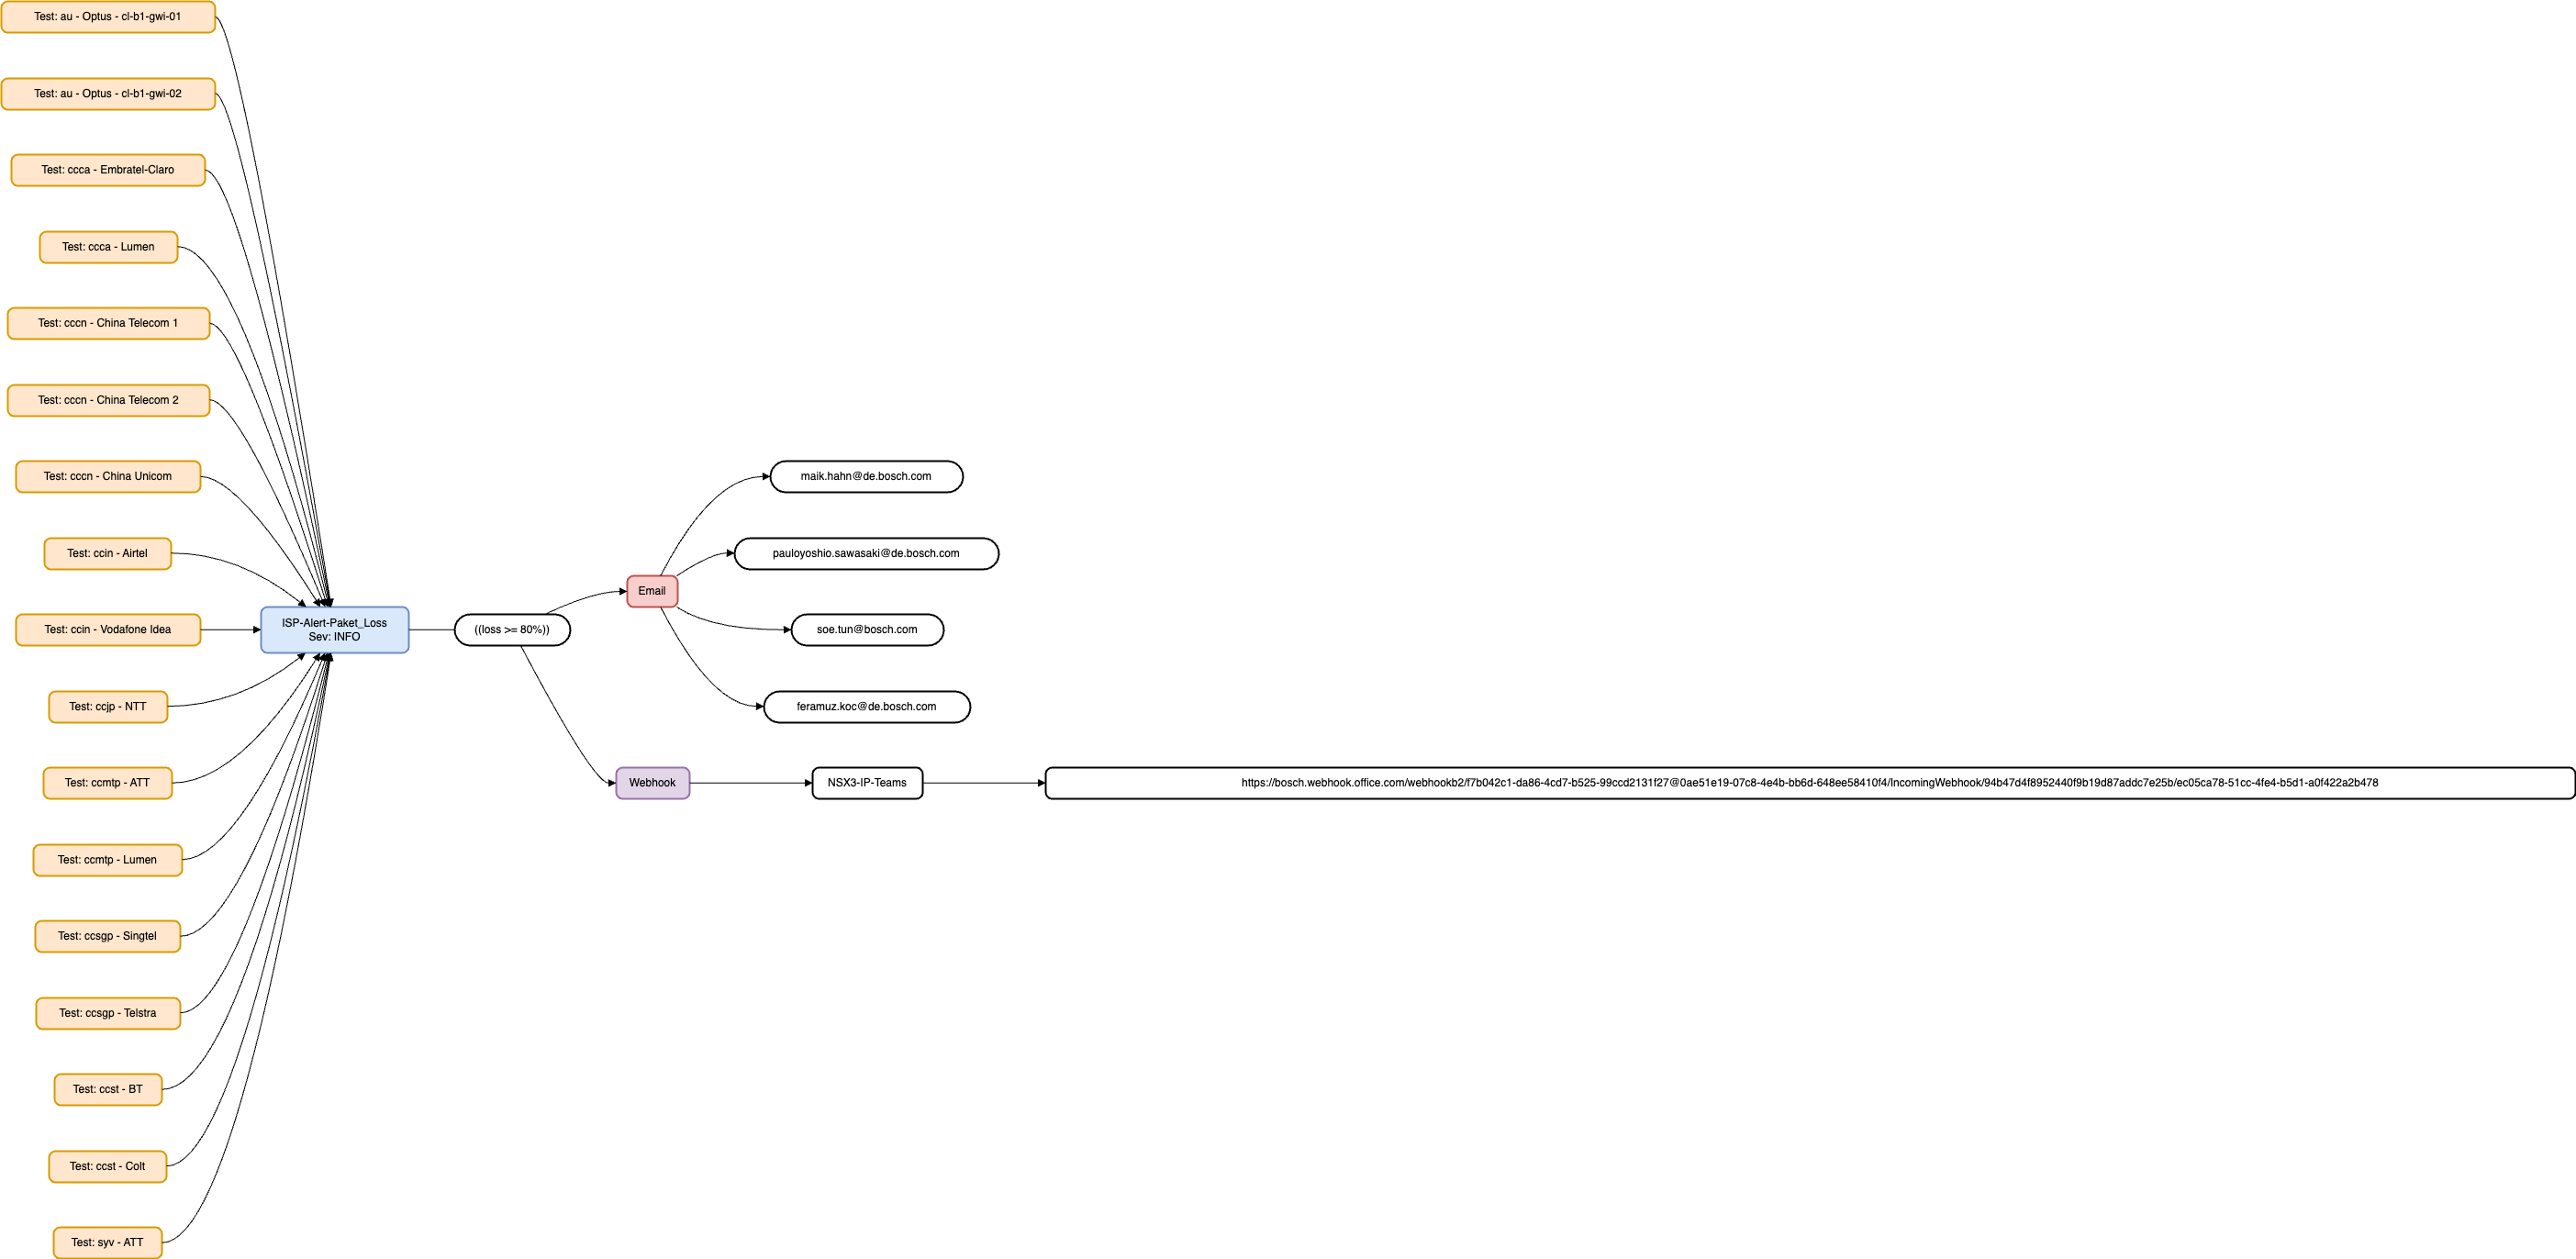 Test: au - Optus - cl-b1-gwi-01
Test: au - Optus - cl-b1-gwi-02
Test: ccca - Embratel-Claro
Test: ccca - Lumen
Test: cccn - China Telecom 1
Test: cccn - China Telecom 2
Test: cccn - China Unicom
Test: ccin - Airtel
Test: ccin - Vodafone Idea
Test: ccjp - NTT
Test: ccmtp - ATT
Test: ccmtp - Lumen
Test: ccsgp - Singtel
Test: ccsgp - Telstra
Test: ccst - BT
Test: ccst - Colt
Test: syv - ATT
ISP-Alert-Paket_Loss
Sev: INFO
((loss >= 80%))
Email
maik.hahn@de.bosch.com
pauloyoshio.sawasaki@de.bosch.com
soe.tun@bosch.com
feramuz.koc@de.bosch.com
Webhook
NSX3-IP-Teams
https://bosch.webhook.office.com/webhookb2/f7b042c1-da86-4cd7-b525-99ccd2131f27@0ae51e19-07c8-4e4b-bb6d-648ee58410f4/IncomingWebhook/94b47d4f8952440f9b19d87addc7e25b/ec05ca78-51cc-4fe4-b5d1-a0f422a2b478